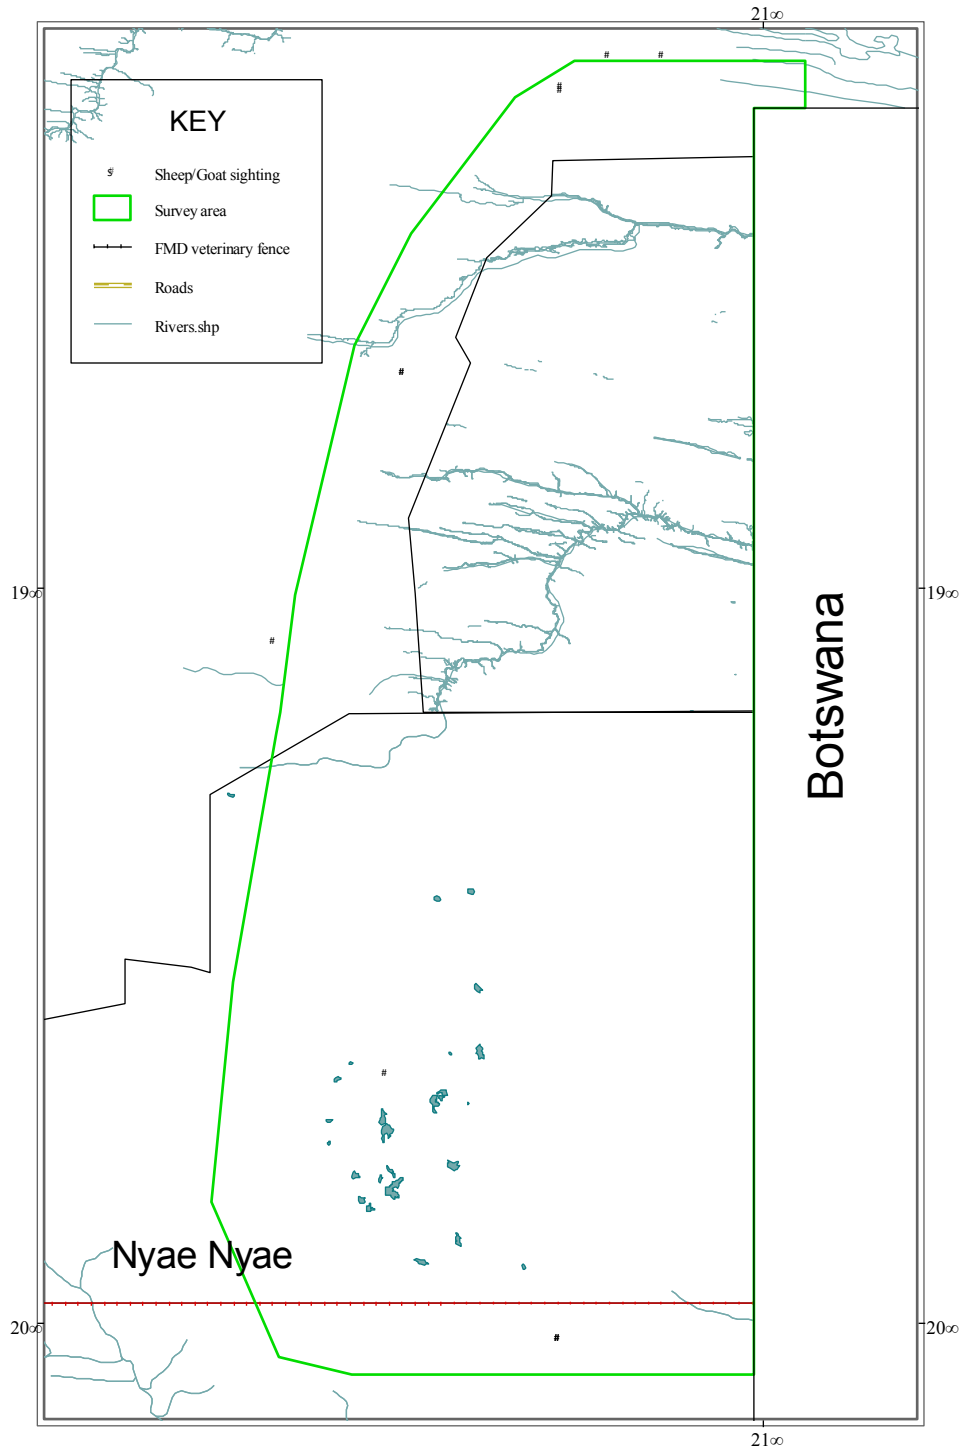 21∞
KEY
Sheep/Goat sighting
Survey area
FMD veterinary fence
Roads
Rivers.shp
19∞
19∞
Botswana
Nyae Nyae
20∞
20∞
21∞